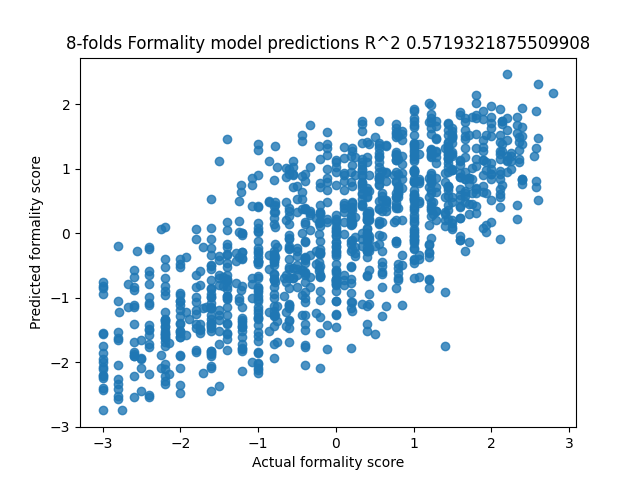 8-folds Formality model predictions R^2 0.5719321875509908
2
1
0
−1
−2
−3
Predicted formality score
−3 −2 −1 0 1 2 3
Actual formality score